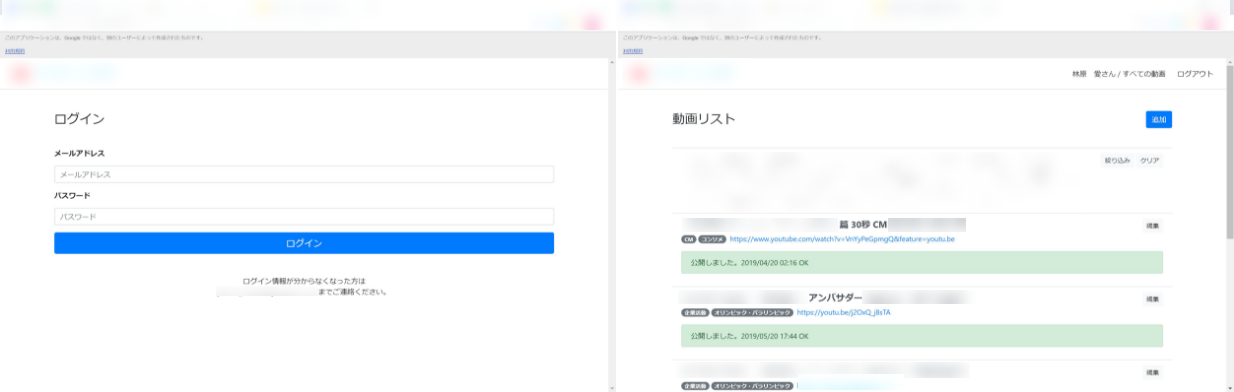 このアプリケーションは、Google ではなく、別のユーザーによって作成されたものです。
利用規約
ログイン
メールアドレス
メールアドレス
パスワード
パスワード
ログイン
ログイン情報が分からなくなった方は
までご連絡ください。
このアプリケーションは、Google ではなく、別のユーザーによって作成されたものです。
利用規約
林原 愛さん / すべての動画 ログアウト
動画リスト
追加
絞り込み クリア
篇 30秒 CM
編集
CM コンリメ https://www.youtube.com/watch?v=VnYyPeGpmgQ&feature=youtu.be
公開しました。2019/04/20 02:16 OK
アンバサダー
編集
企業活動 オリンピック・パラリンピック https://youtu.be/j2OxQ_j8sTA
公開しました。2019/05/20 17:44 OK
編集
企業活動 オリンピック・パラリンピック